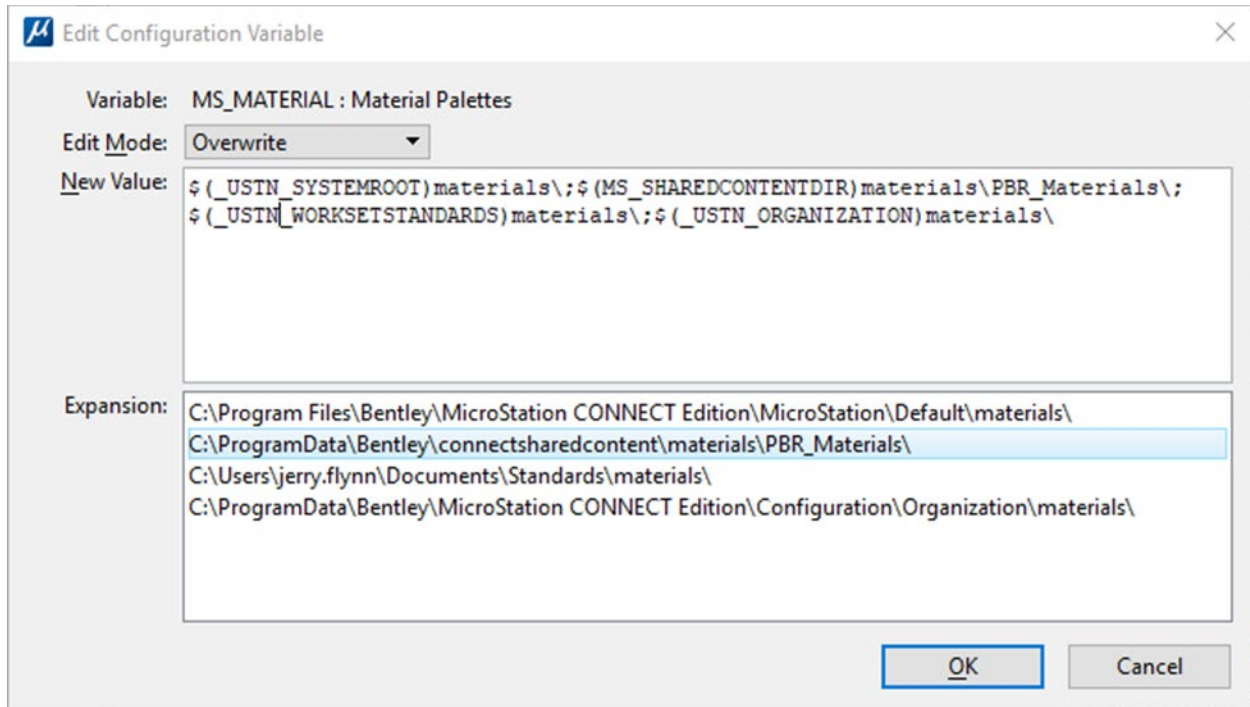 Edit Configuration Variable
Variable: MS_MATERIAL : Material Palettes
Edit Mode: Overwrite
New Value: $(_USTN_SYSTEMROOT)materials\;$(MS_SHAREDCONTENTDIR)materials\PBR_Materials\;
$(_USTN_WORKSETSTANDARDS)materials\;$(_USTN_ORGANIZATION)materials\
Expansion: C:\Program Files\Bentley\MicroStation CONNECT Edition\MicroStation\Default\materials\
C:\ProgramData\Bentley\connectsharedcontent\materials\PBR_Materials\
C:\Users\jerry.flynn\Documents\Standards\materials\
C:\ProgramData\Bentley\MicroStation CONNECT Edition\Configuration\Organization\materials\
OK Cancel